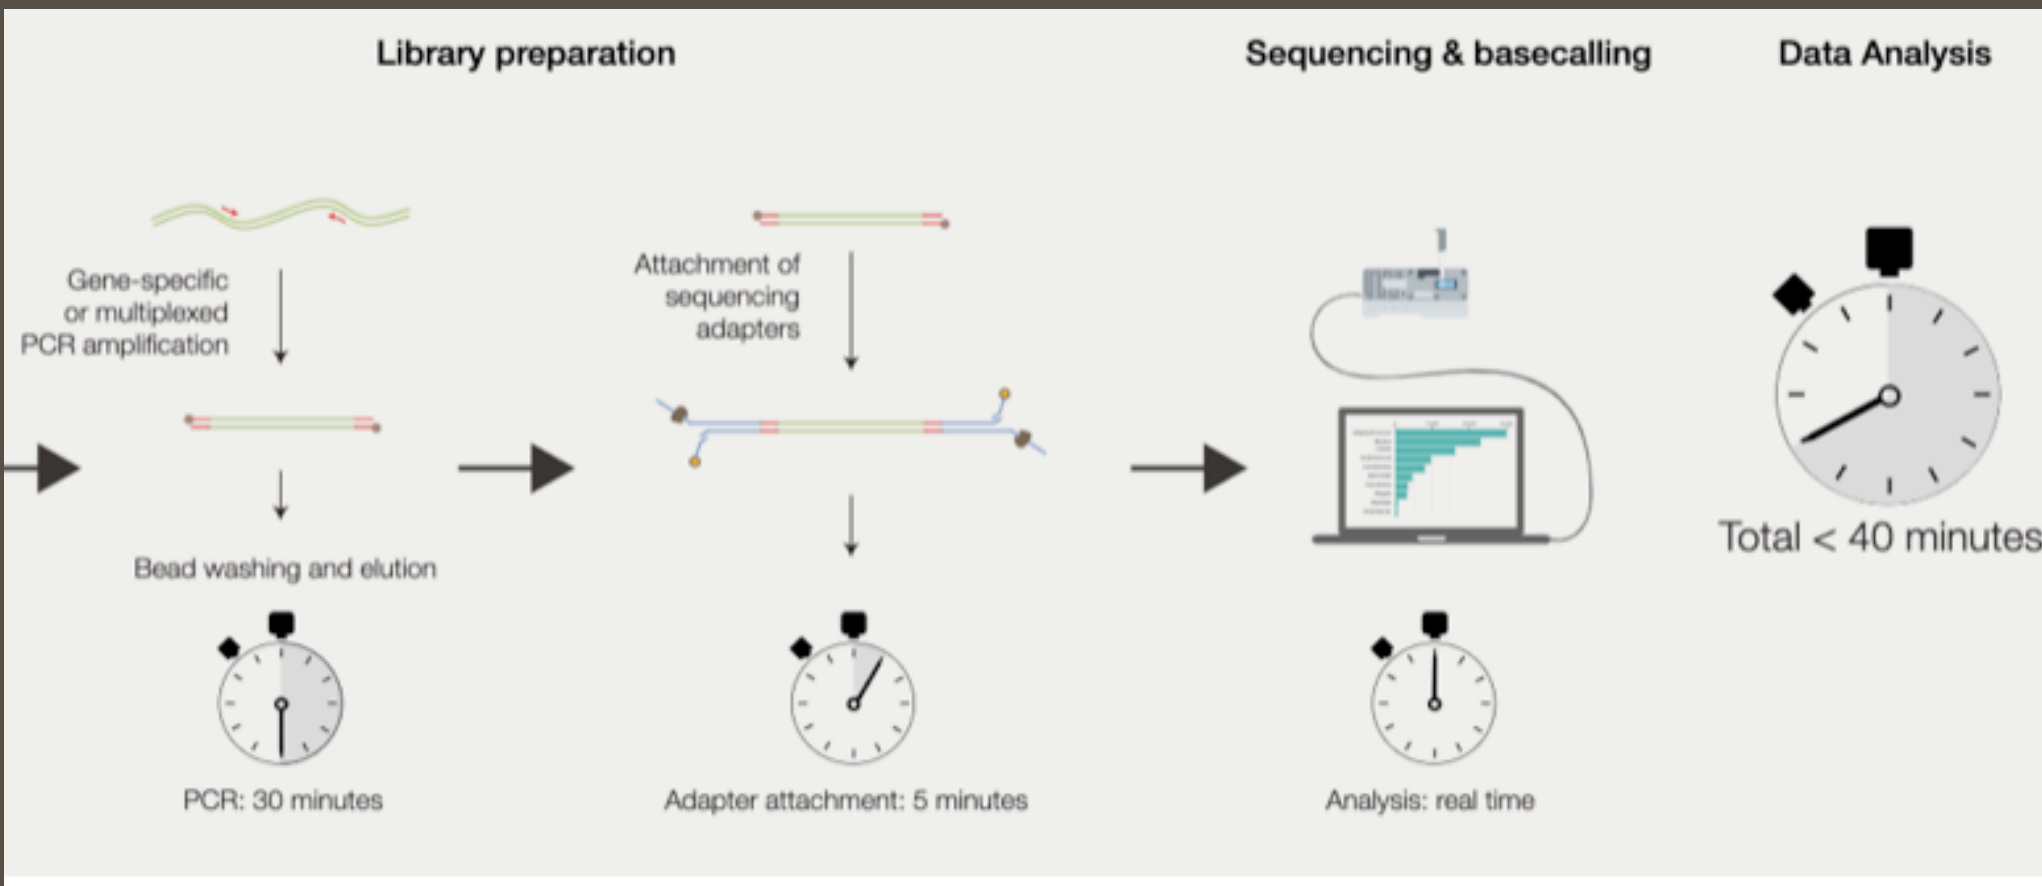 Library preparation
Sequencing & basecalling
Data Analysis
Gene-specific
or multiplexed
PCR amplification
Attachment of
sequencing
adapters
Bead washing and elution
PCR: 30 minutes
Adapter attachment: 5 minutes
Analysis: real time
Total < 40 minutes